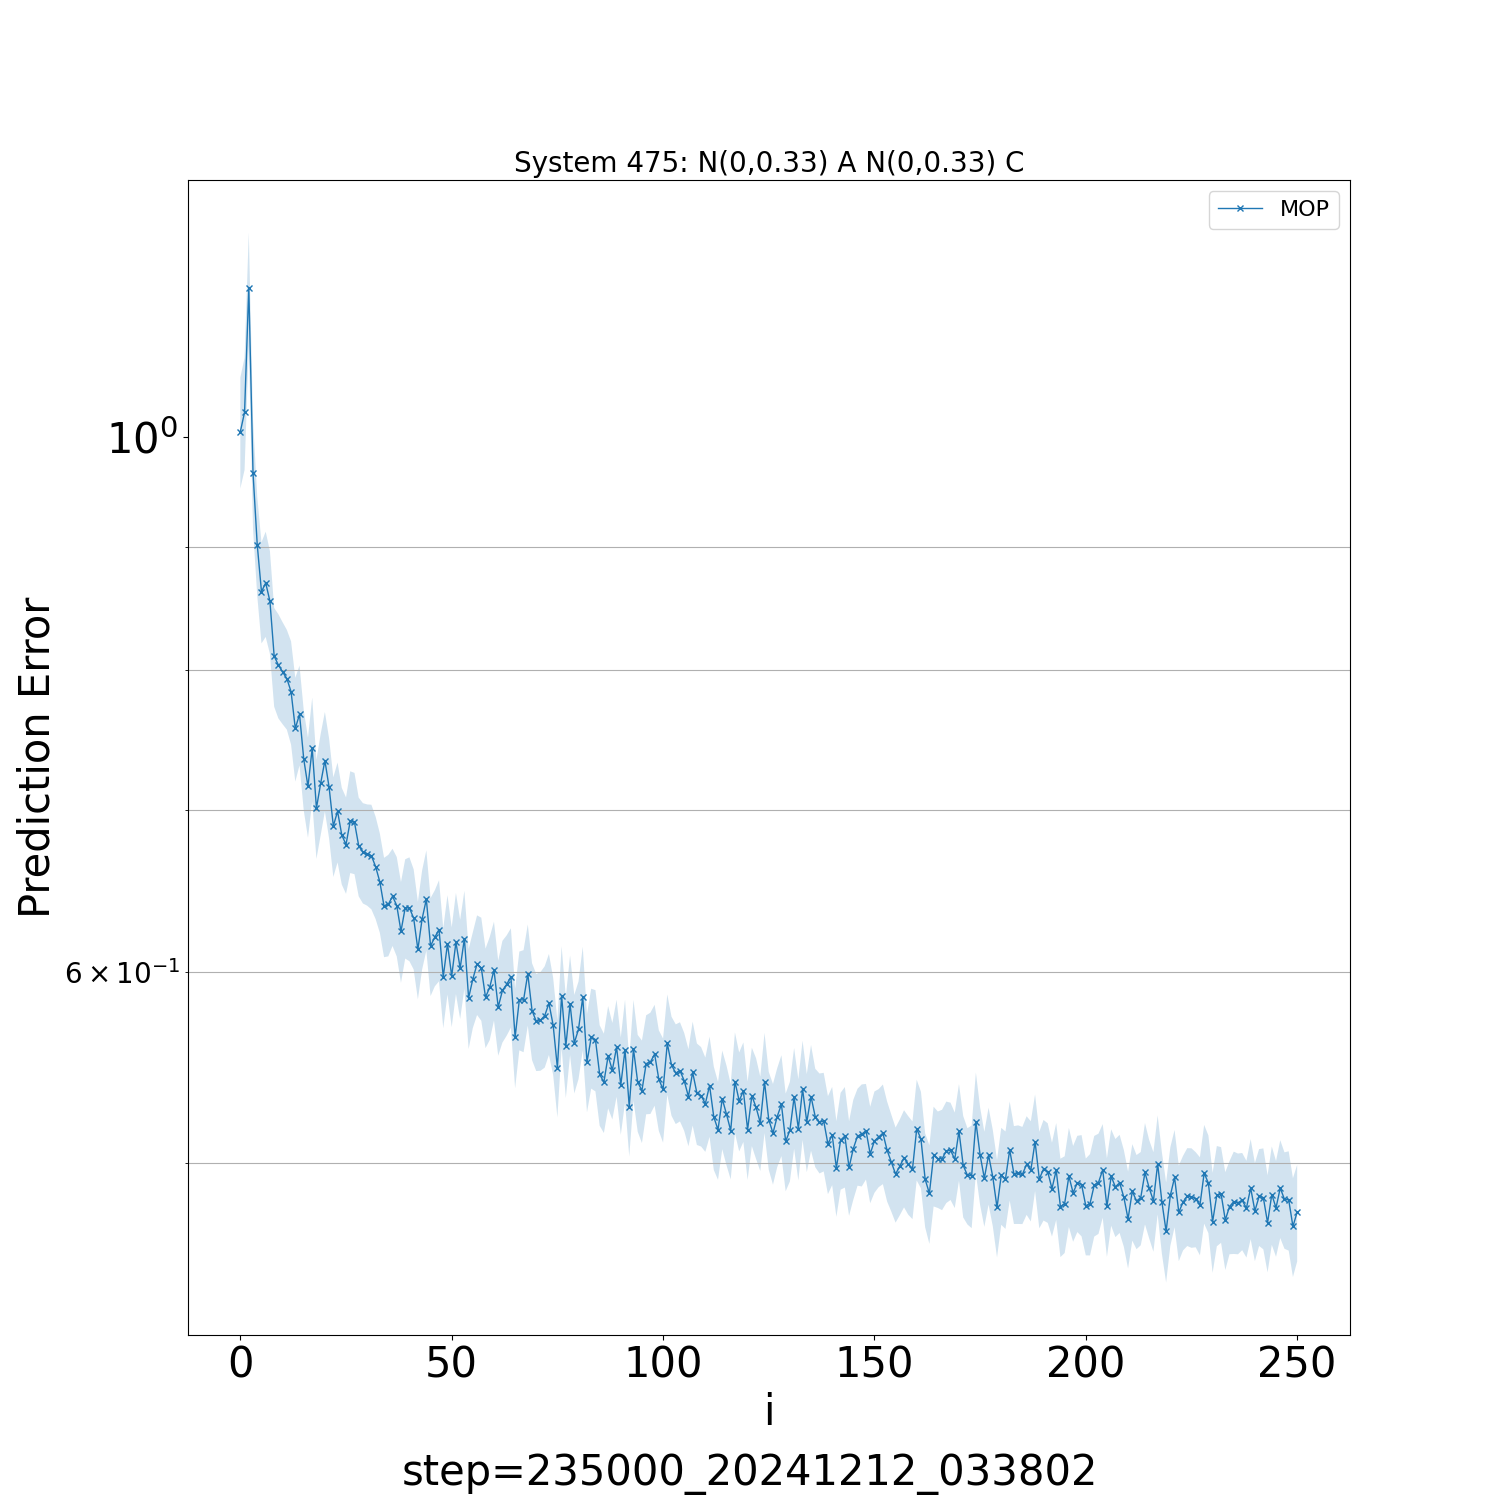 System 475: N(0,0.33) A N(0,0.33) C
MOP
10⁰
6 × 10⁻¹
Prediction Error
0 50 100 150 200 250
i
step=235000_20241212_033802